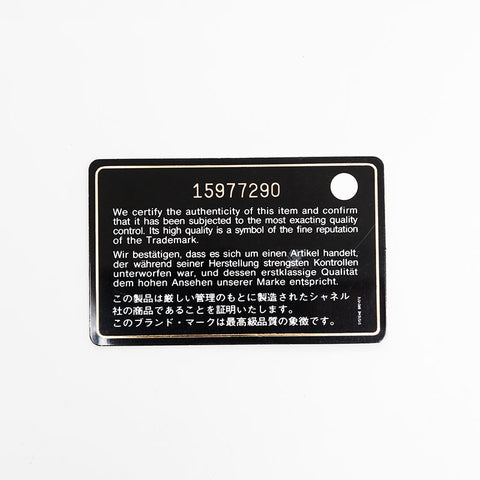 15977290
We certify the authenticity of this item and confirm
that it has been subjected to the most exacting quality
control. Its high quality is a symbol of the fine reputation
of the Trademark.
Wir bestätigen, dass es sich um einen Artikel handelt,
der während seiner Herstellung strengsten Kontrollen
unterworfen war, und dessen erstklassige Qualität
dem hohen Ansehen unserer Marke entspricht.
この製品は厳しい管理のもとに製造されたシャネル
社の商品であることを証明いたします。
このブランド・マークは最高級品質の象徴です。